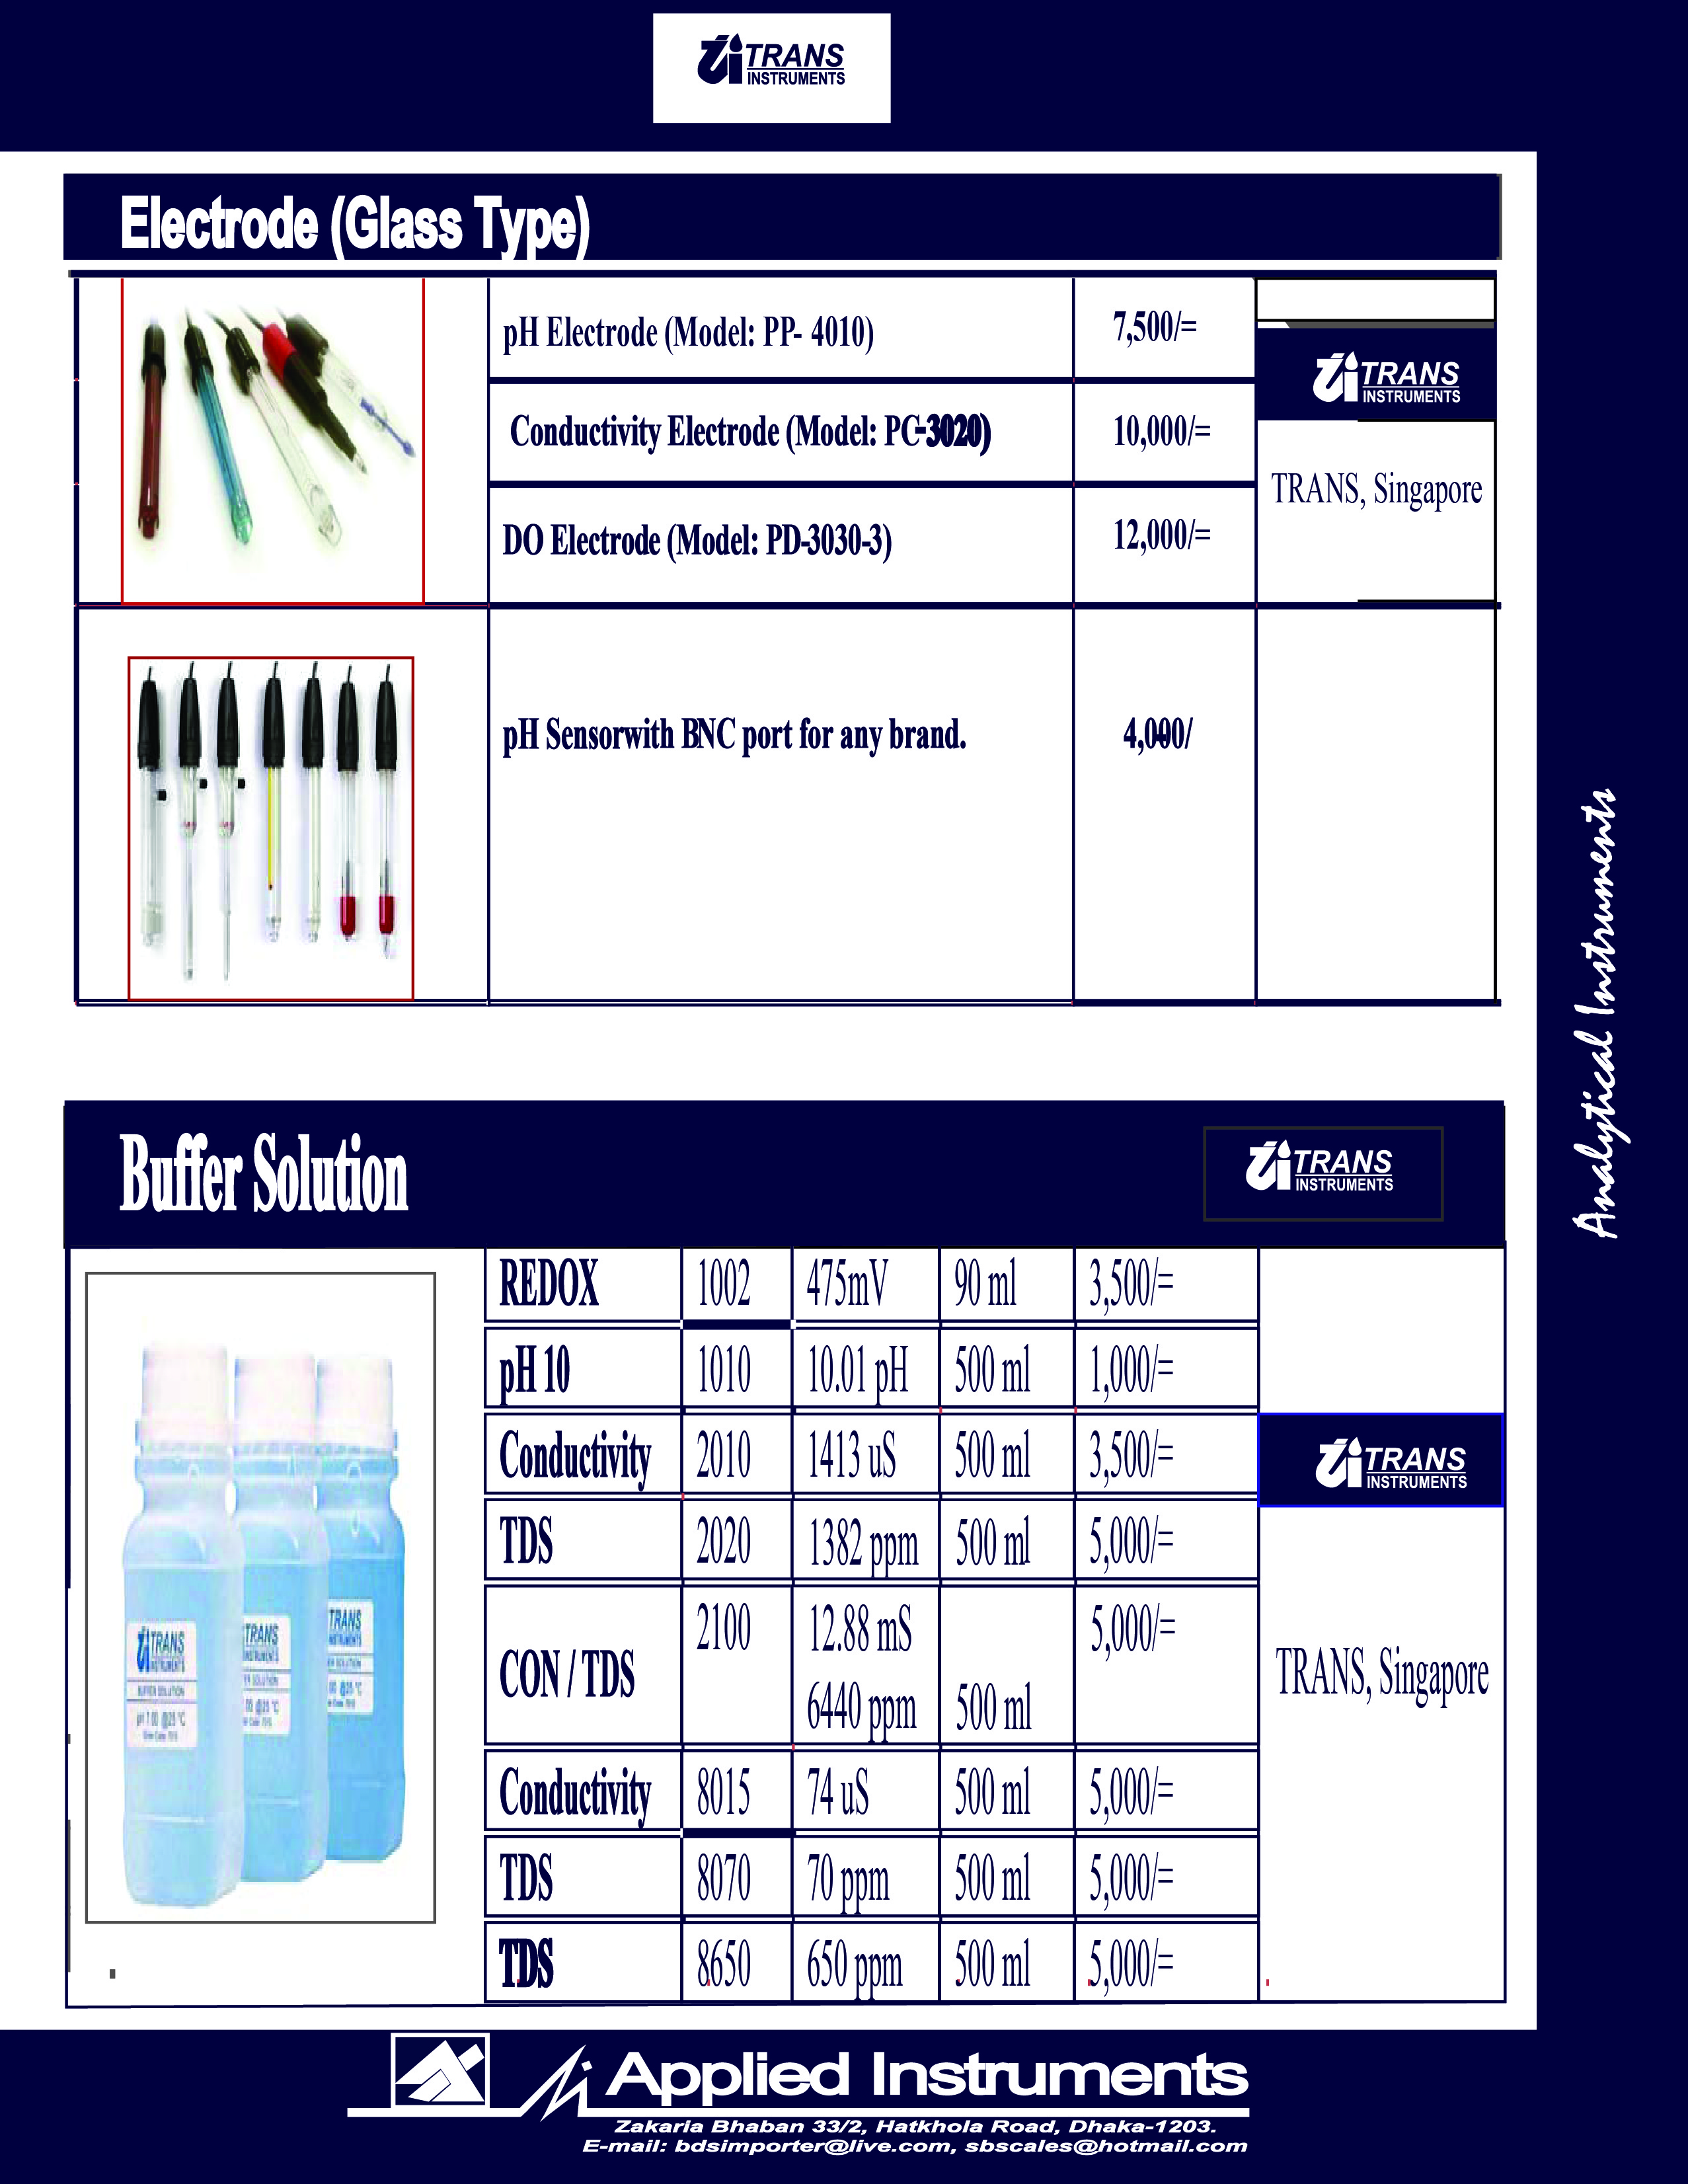 TRANS
INSTRUMENTS
Electrode (Glass Type)
pH Electrode (Model: PP- 4010) 7,500/=
TRANS
INSTRUMENTS
Conductivity Electrode (Model: PC-3020) 10,000/=
TRANS, Singapore
DO Electrode (Model: PD-3030-3) 12,000/=
pH Sensorwith BNC port for any brand. 4,000/
Analytical Instruments
Buffer Solution
TRANS
INSTRUMENTS
REDOX 1002 475mV 90 ml 3,500/=
pH 10 1010 10.01 pH 500 ml 1,000/=
Conductivity 2010 1413 uS 500 ml 3,500/=
TRANS
INSTRUMENTS
TDS 2020 1382 ppm 500 ml 5,000/=
2100 12.88 mS 5,000/=
CON / TDS
6440 ppm 500 ml
TRANS, Singapore
Conductivity 8015 74 uS 500 ml 5,000/=
TDS 8070 70 ppm 500 ml 5,000/=
TDS 8650 650 ppm 500 ml 5,000/=
TRANS
INSTRUMENTS
BUFFER SOLUTION
pH 7.00 @25 °C
TRANS
INSTRUMENTS
TRANS
INSTRUMENTS
Applied Instruments
Zakaria Bhaban 33/2, Hatkhola Road, Dhaka-1203.
E-mail: bdsimporter@live.com, sbscales@hotmail.com